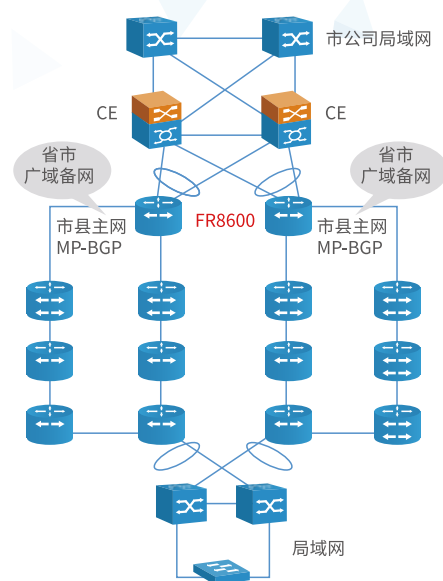 市公司局域网
CE
CE
省市
广域备网
省市
广域备网
市县主网
MP-BGP
FR8600
市县主网
MP-BGP
局域网